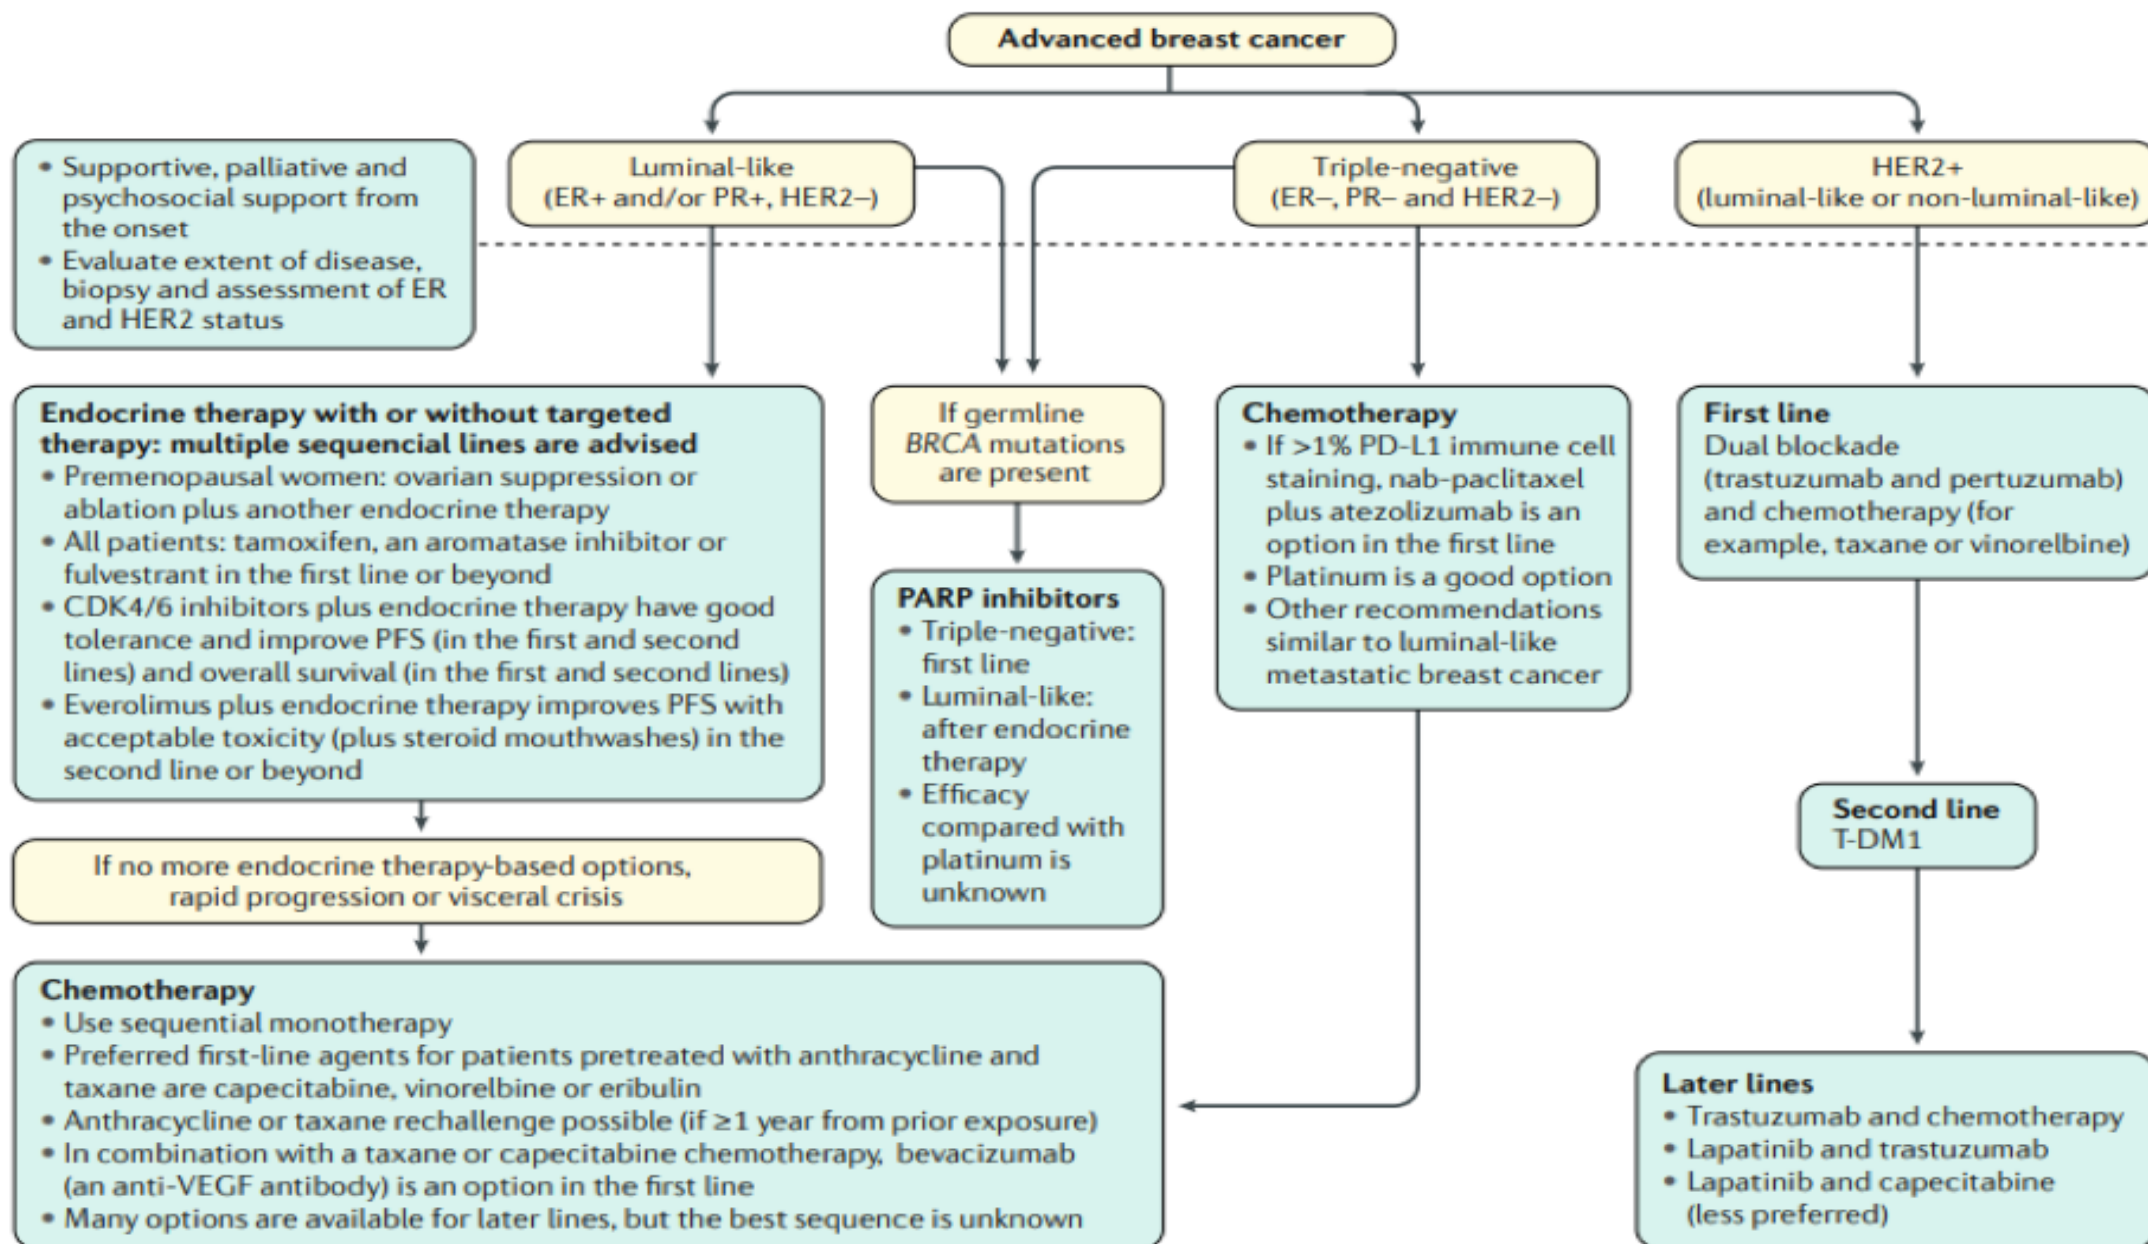 Advanced breast cancer
• Supportive, palliative and
psychosocial support from
the onset
• Evaluate extent of disease,
biopsy and assessment of ER
and HER2 status
Luminal-like
(ER+ and/or PR+, HER2–)
Triple-negative
(ER–, PR– and HER2–)
HER2+
(luminal-like or non-luminal-like)
Endocrine therapy with or without targeted
therapy: multiple sequencial lines are advised
• Premenopausal women: ovarian suppression or
ablation plus another endocrine therapy
• All patients: tamoxifen, an aromatase inhibitor or
fulvestrant in the first line or beyond
• CDK4/6 inhibitors plus endocrine therapy have good
tolerance and improve PFS (in the first and second
lines) and overall survival (in the first and second lines)
• Everolimus plus endocrine therapy improves PFS with
acceptable toxicity (plus steroid mouthwashes) in the
second line or beyond
If no more endocrine therapy-based options,
rapid progression or visceral crisis
If germline
BRCA mutations
are present
PARP inhibitors
• Triple-negative:
first line
• Luminal-like:
after endocrine
therapy
• Efficacy
compared with
platinum is
unknown
Chemotherapy
• If >1% PD-L1 immune cell
staining, nab-paclitaxel
plus atezolizumab is an
option in the first line
• Platinum is a good option
• Other recommendations
similar to luminal-like
metastatic breast cancer
Chemotherapy
• Use sequential monotherapy
• Preferred first-line agents for patients pretreated with anthracycline and
taxane are capecitabine, vinorelbine or eribulin
• Anthracycline or taxane rechallenge possible (if ≥1 year from prior exposure)
• In combination with a taxane or capecitabine chemotherapy, bevacizumab
(an anti-VEGF antibody) is an option in the first line
• Many options are available for later lines, but the best sequence is unknown
First line
Dual blockade
(trastuzumab and pertuzumab)
and chemotherapy (for
example, taxane or vinorelbine)
Second line
T-DM1
Later lines
• Trastuzumab and chemotherapy
• Lapatinib and trastuzumab
• Lapatinib and capecitabine
(less preferred)